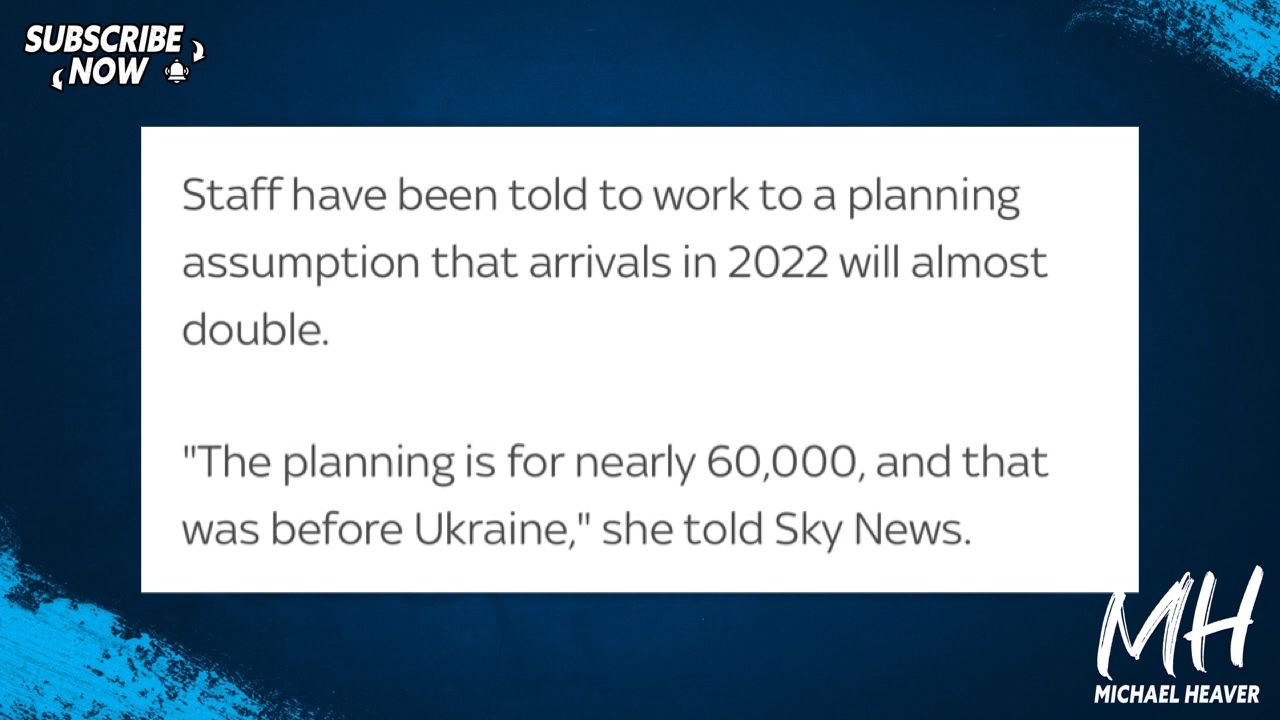 SUBSCRIBE
NOW
Staff have been told to work to a planning
assumption that arrivals in 2022 will almost
double.
"The planning is for nearly 60,000, and that
was before Ukraine," she told Sky News.
MH
MICHAEL HEAVER